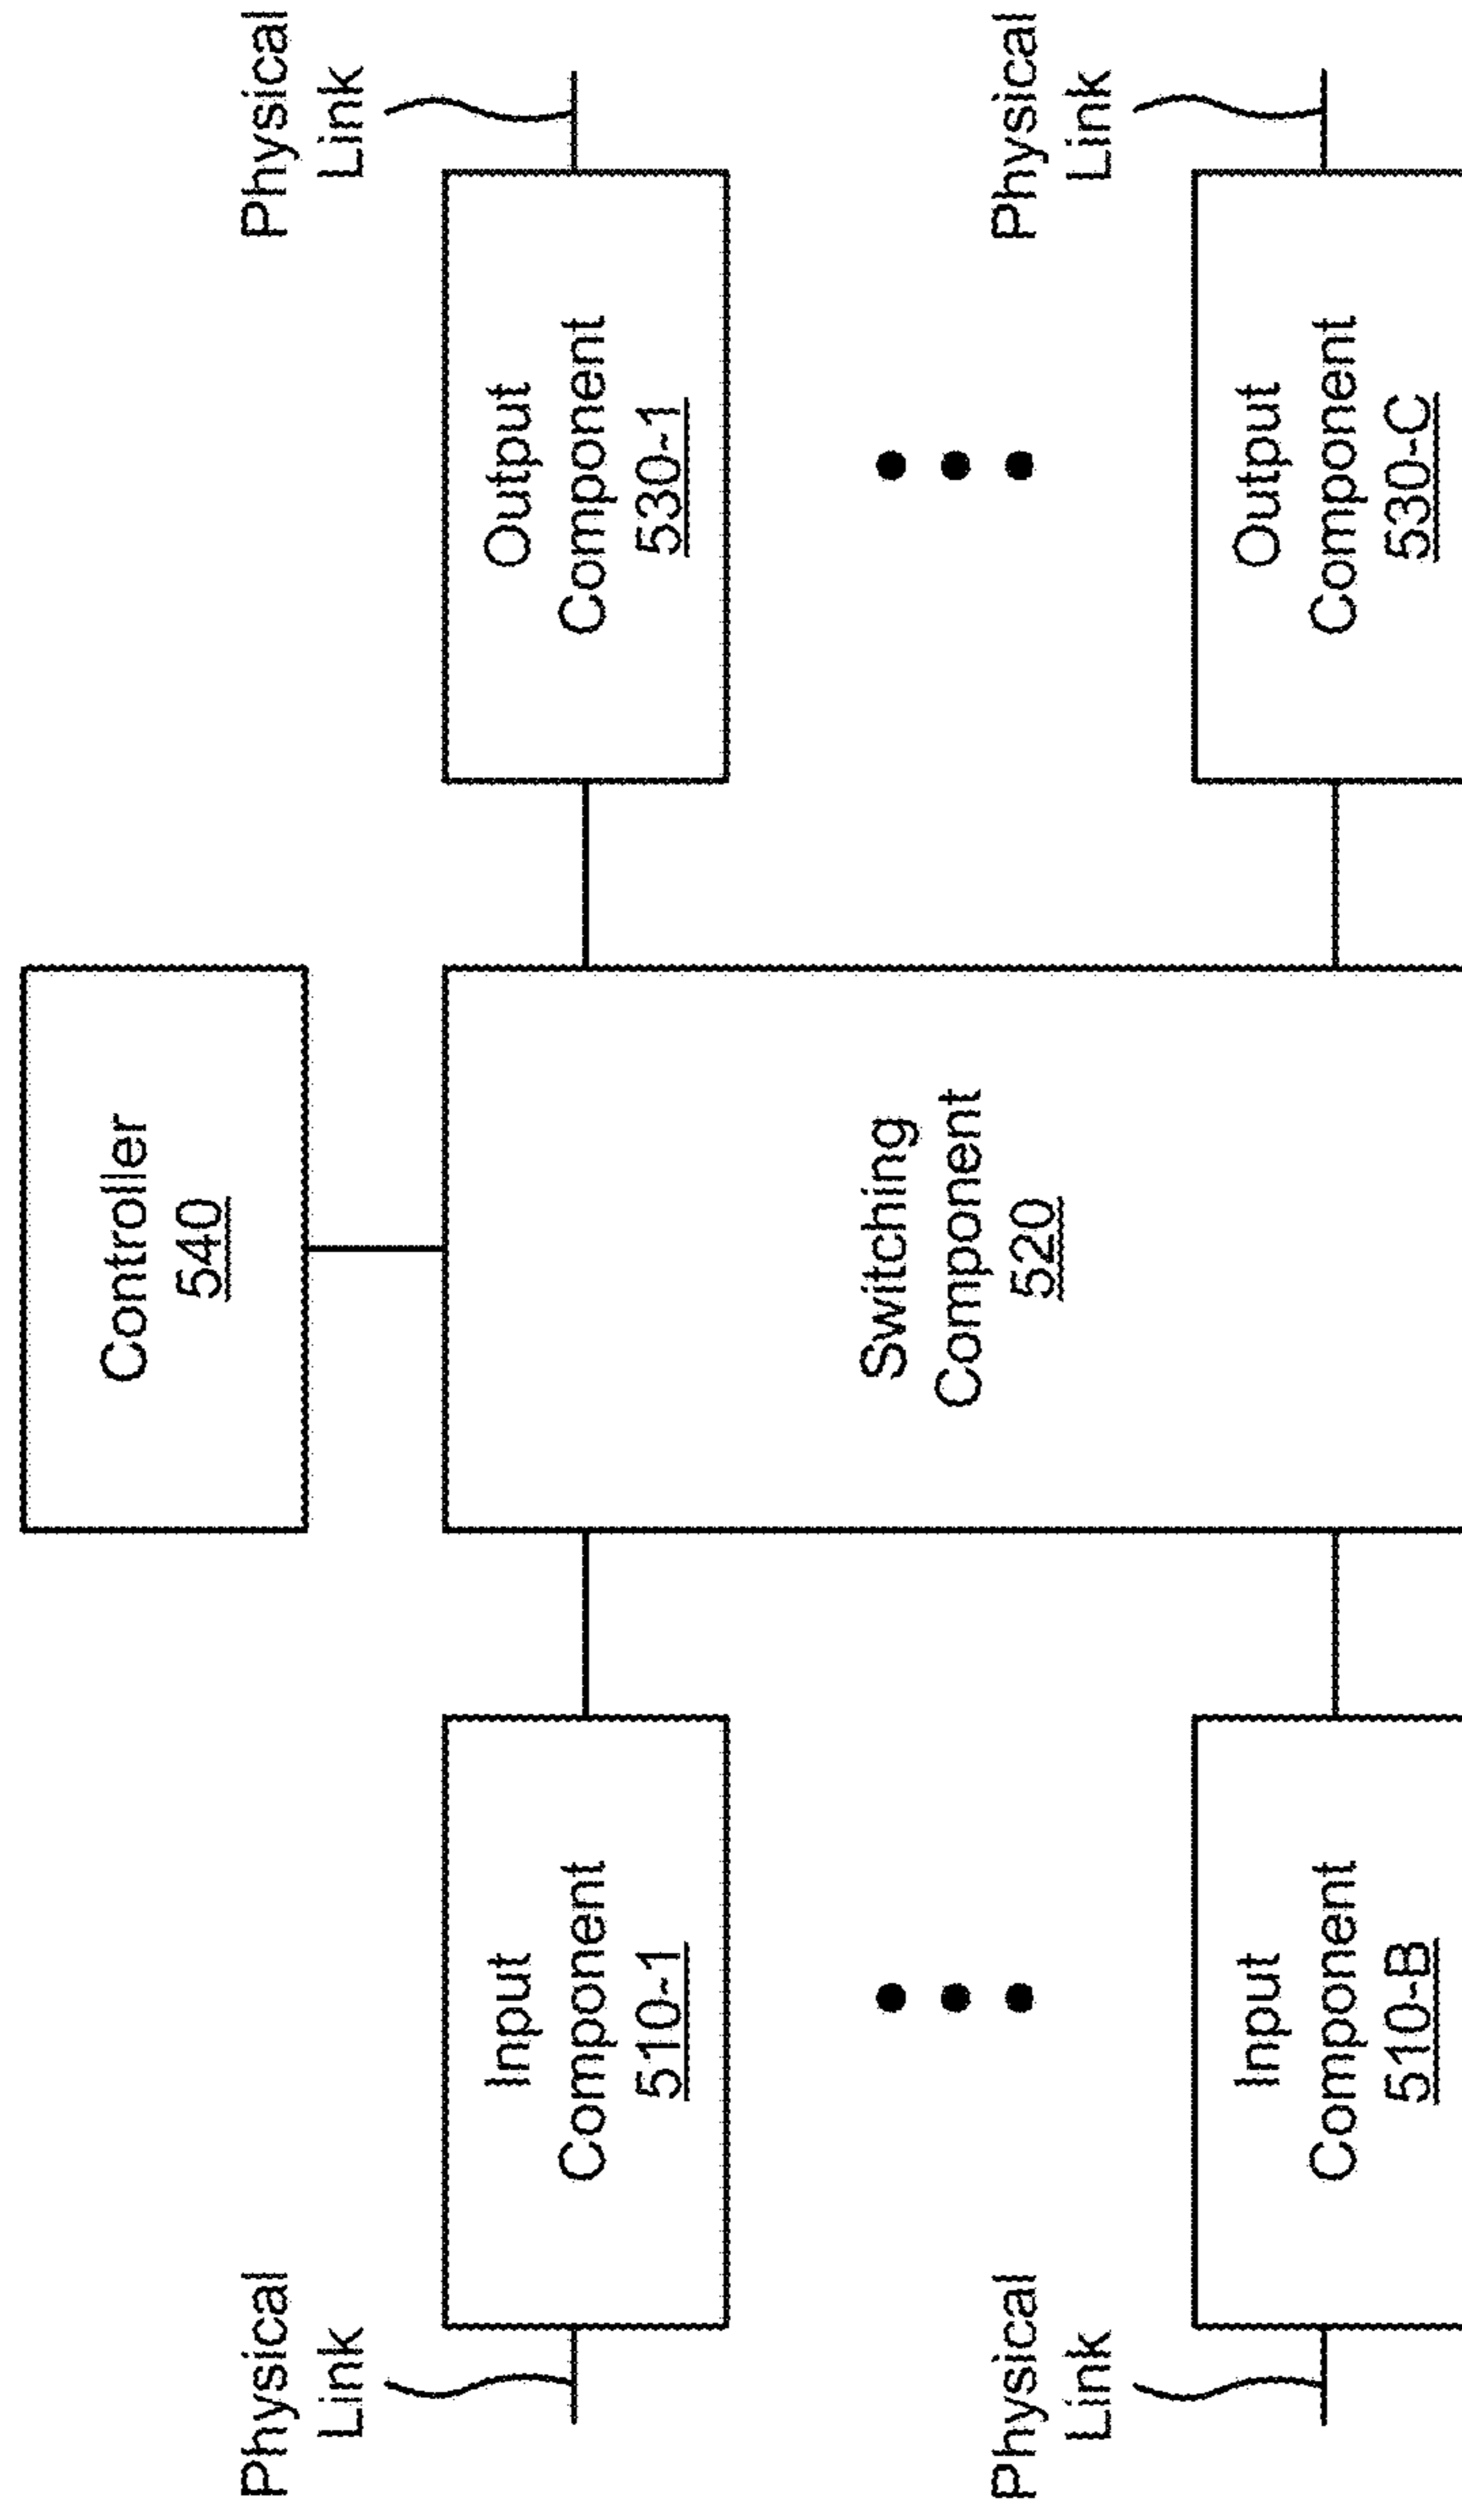 Controller
540
Physical
Link
Input
Component
510-1
Switching
Component
520
Output
Component
530-1
Physical
Link
Physical
Link
Input
Component
510-B
Output
Component
530-C
Physical
Link